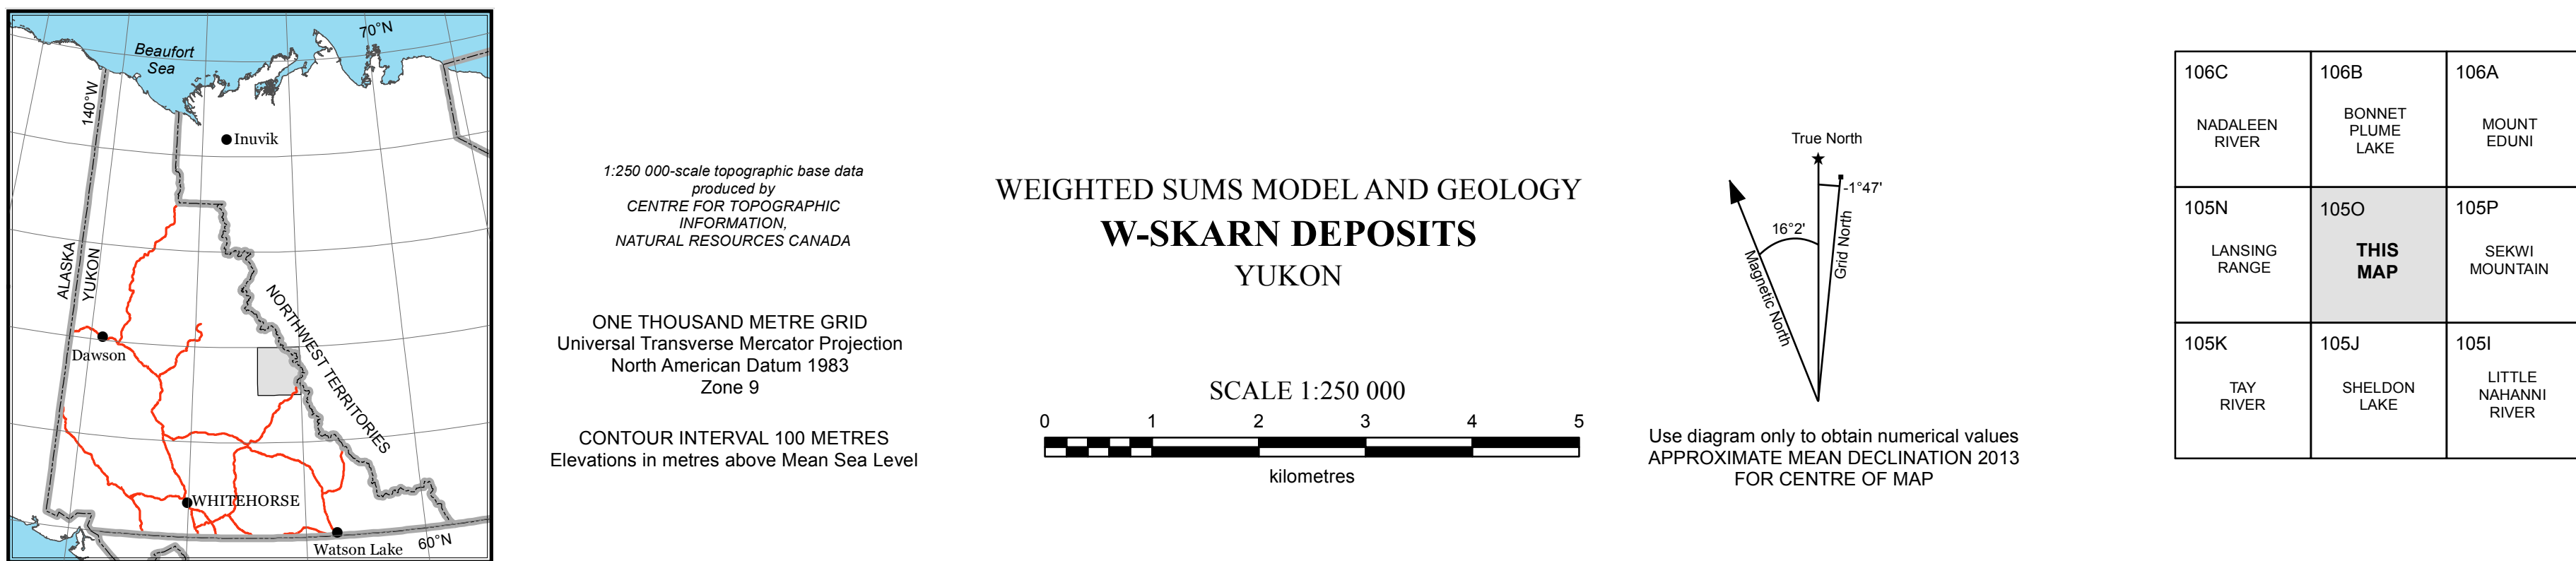 70°N
Beaufort
Sea
140°W
Inuvik
ALASKA
YUKON
NORTHWEST TERRITORIES
Dawson
WHITEHORSE
Watson Lake
60°N
1:250 000-scale topographic base data
produced by
CENTRE FOR TOPOGRAPHIC
INFORMATION,
NATURAL RESOURCES CANADA
ONE THOUSAND METRE GRID
Universal Transverse Mercator Projection
North American Datum 1983
Zone 9
CONTOUR INTERVAL 100 METRES
Elevations in metres above Mean Sea Level
WEIGHTED SUMS MODEL AND GEOLOGY
W-SKARN DEPOSITS
YUKON
SCALE 1:250 000
0 1 2 3 4 5
kilometres
True North
-1°47'
16°2'
Magnetic North
Grid North
Use diagram only to obtain numerical values
APPROXIMATE MEAN DECLINATION 2013
FOR CENTRE OF MAP
106C
NADALEEN
RIVER
106B
BONNET
PLUME
LAKE
106A
MOUNT
EDUNI
105N
LANSING
RANGE
105O
THIS
MAP
105P
SEKWI
MOUNTAIN
105K
TAY
RIVER
105J
SHELDON
LAKE
105I
LITTLE
NAHANNI
RIVER